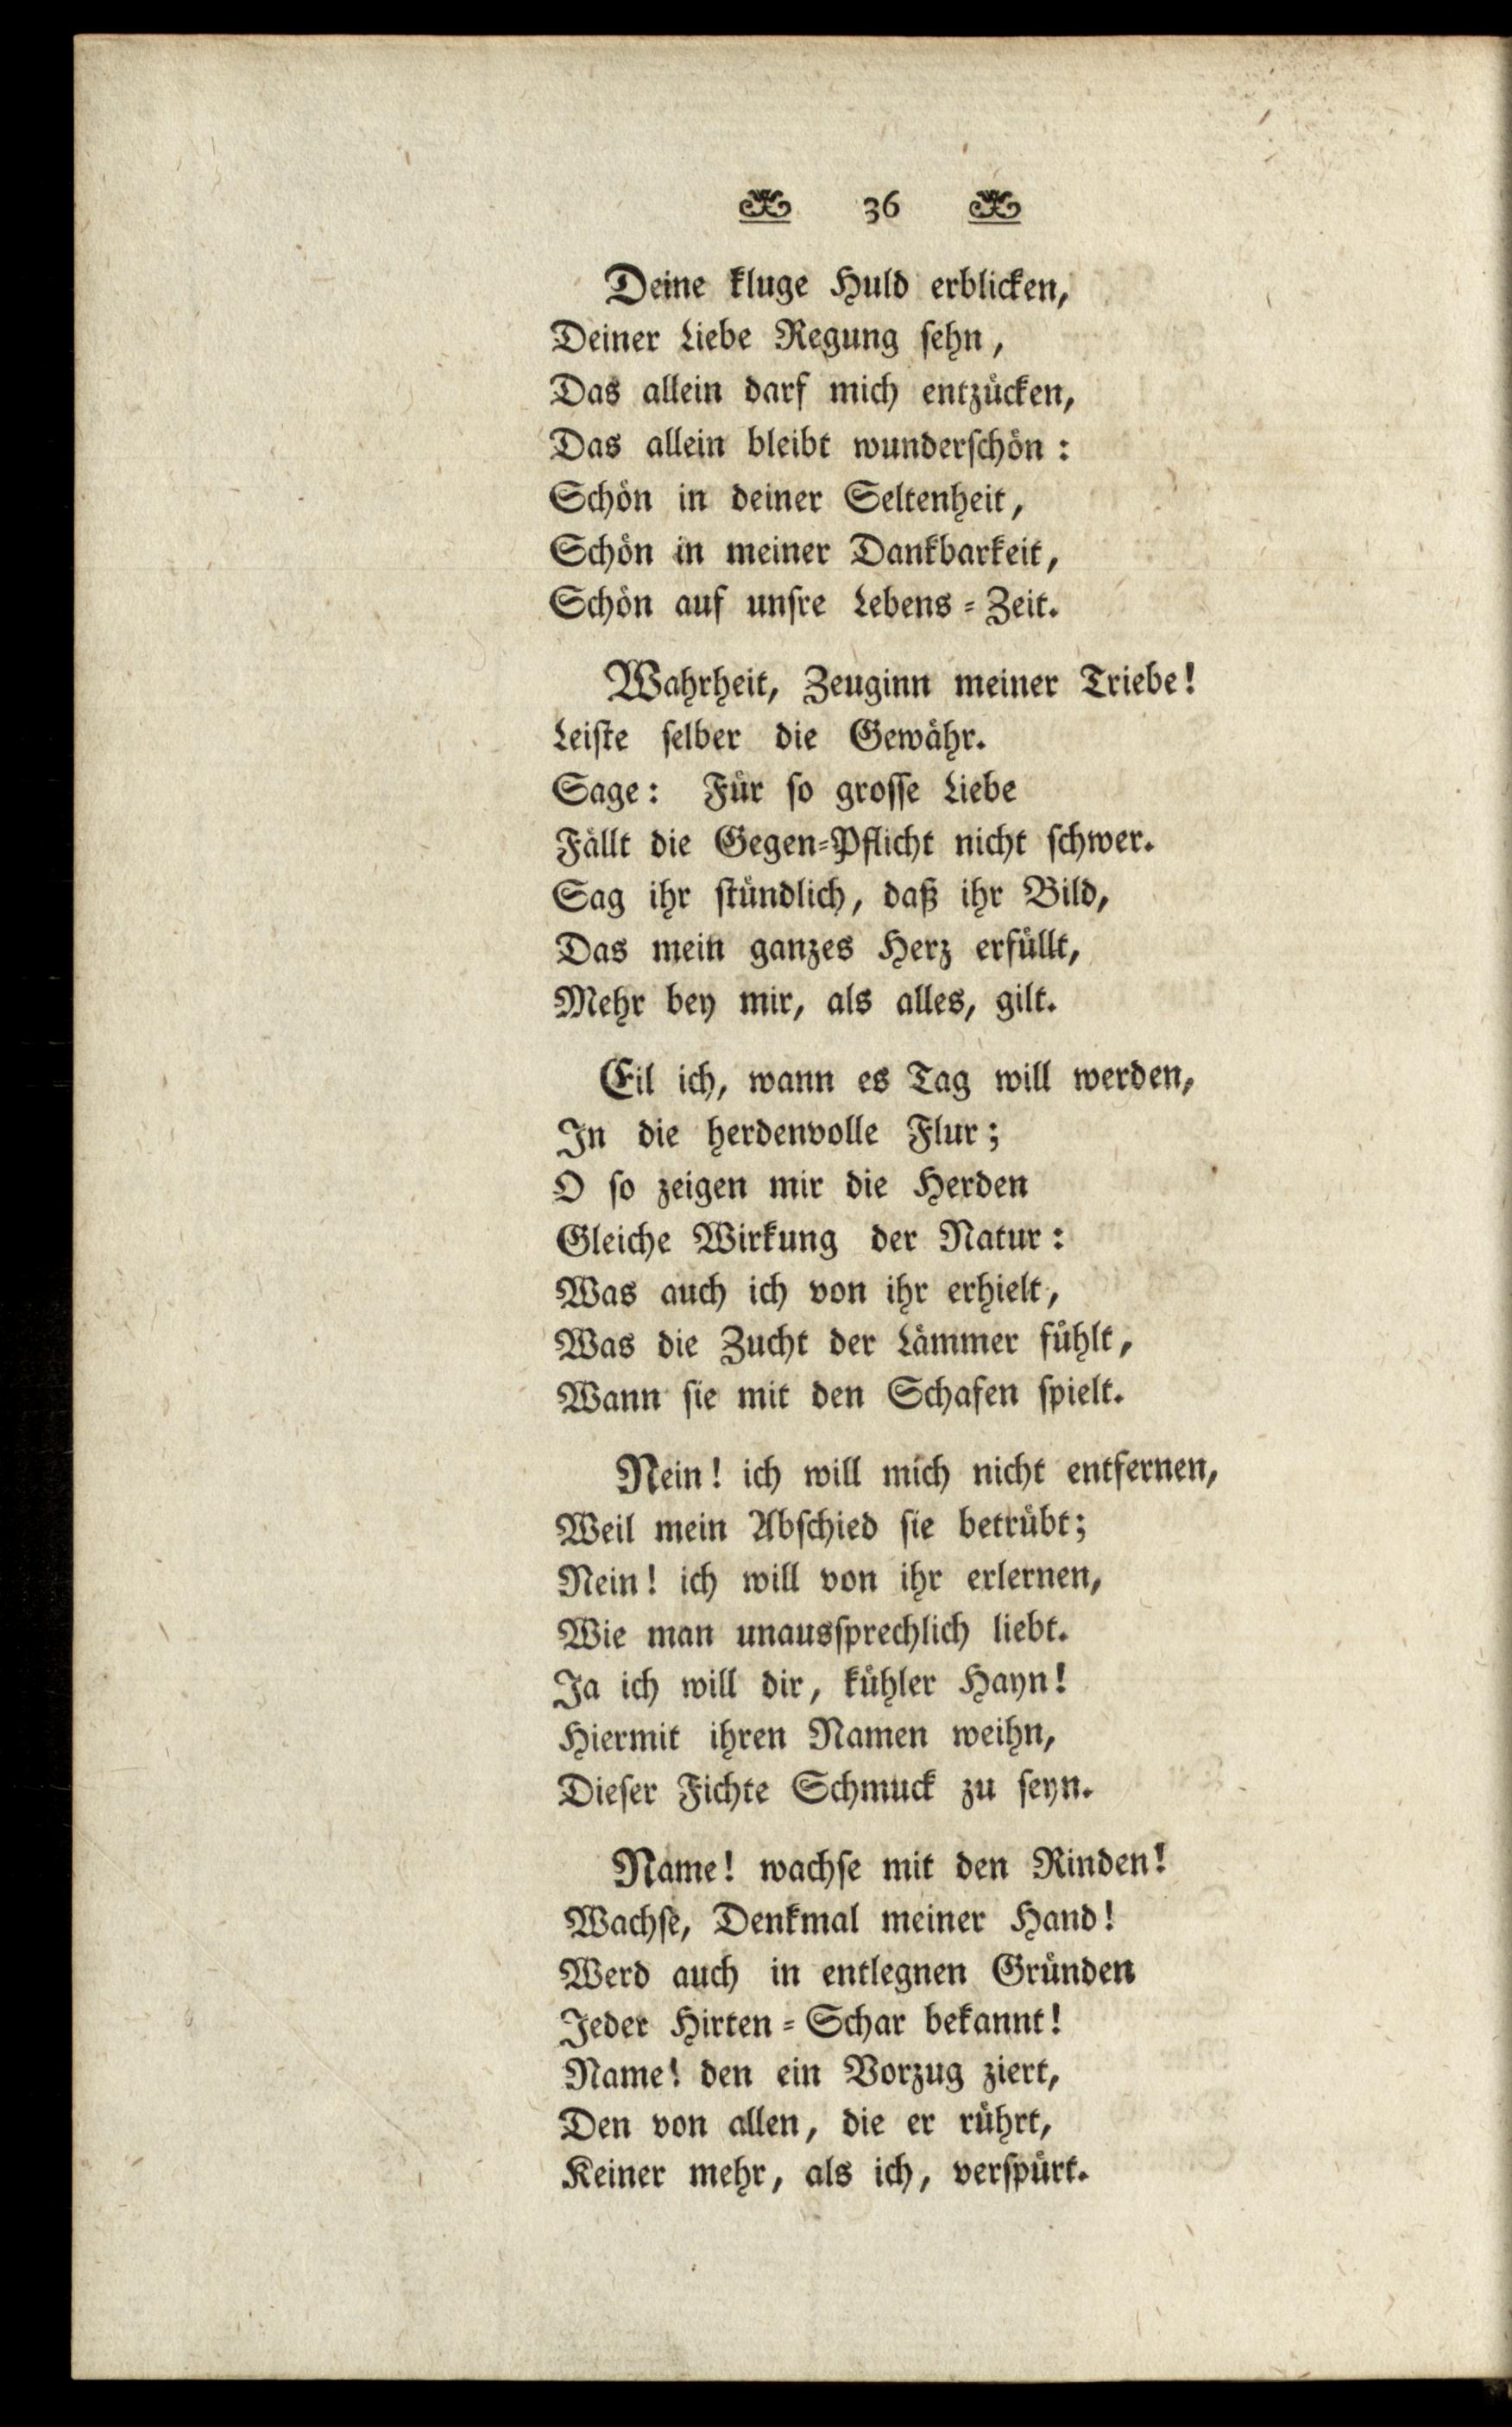 36
Deine kluge Huld erblicken,
Deiner Liebe Regung sehn,
Das allein darf mich entzücken,
Das allein bleibt wunderschön:
Schön in deiner Seltenheit,
Schön in meiner Dankbarkeit,
Schön auf unsre Lebens=Zeit.
Wahrheit, Zeuginn meiner Triebe!
Leiste selber die Gewähr.
Sage: Für so grosse Liebe
Fällt die Gegen=Pflicht nicht schwer.
Sag ihr stündlich, daß ihr Bild,
Das mein ganzes Herz erfüllt,
Mehr bey mir, als alles, gilt.
Eil ich, wann es Tag will werden,
In die herdenvolle Flur;
O so zeigen mir die Herden
Gleiche Wirkung der Natur:
Was auch ich von ihr erhielt,
Was die Zucht der Lämmer fühlt,
Wann sie mit den Schafen spielt.
Nein! ich will mich nicht entfernen,
Weil mein Abschied sie betrübt;
Nein! ich will von ihr erlernen,
Wie man unaussprechlich liebt.
Ja ich will dir, kühler Hayn!
Hiermit ihren Namen weihn,
Dieser Fichte Schmuck zu seyn.
Name! wachse mit den Rinden!
Wachse, Denkmal meiner Hand!
Werd auch in entlegnen Gründen
Jeder Hirten=Schar bekannt!
Name! den ein Vorzug ziert,
Den von allen, die er rührt,
Keiner mehr, als ich, verspürt.